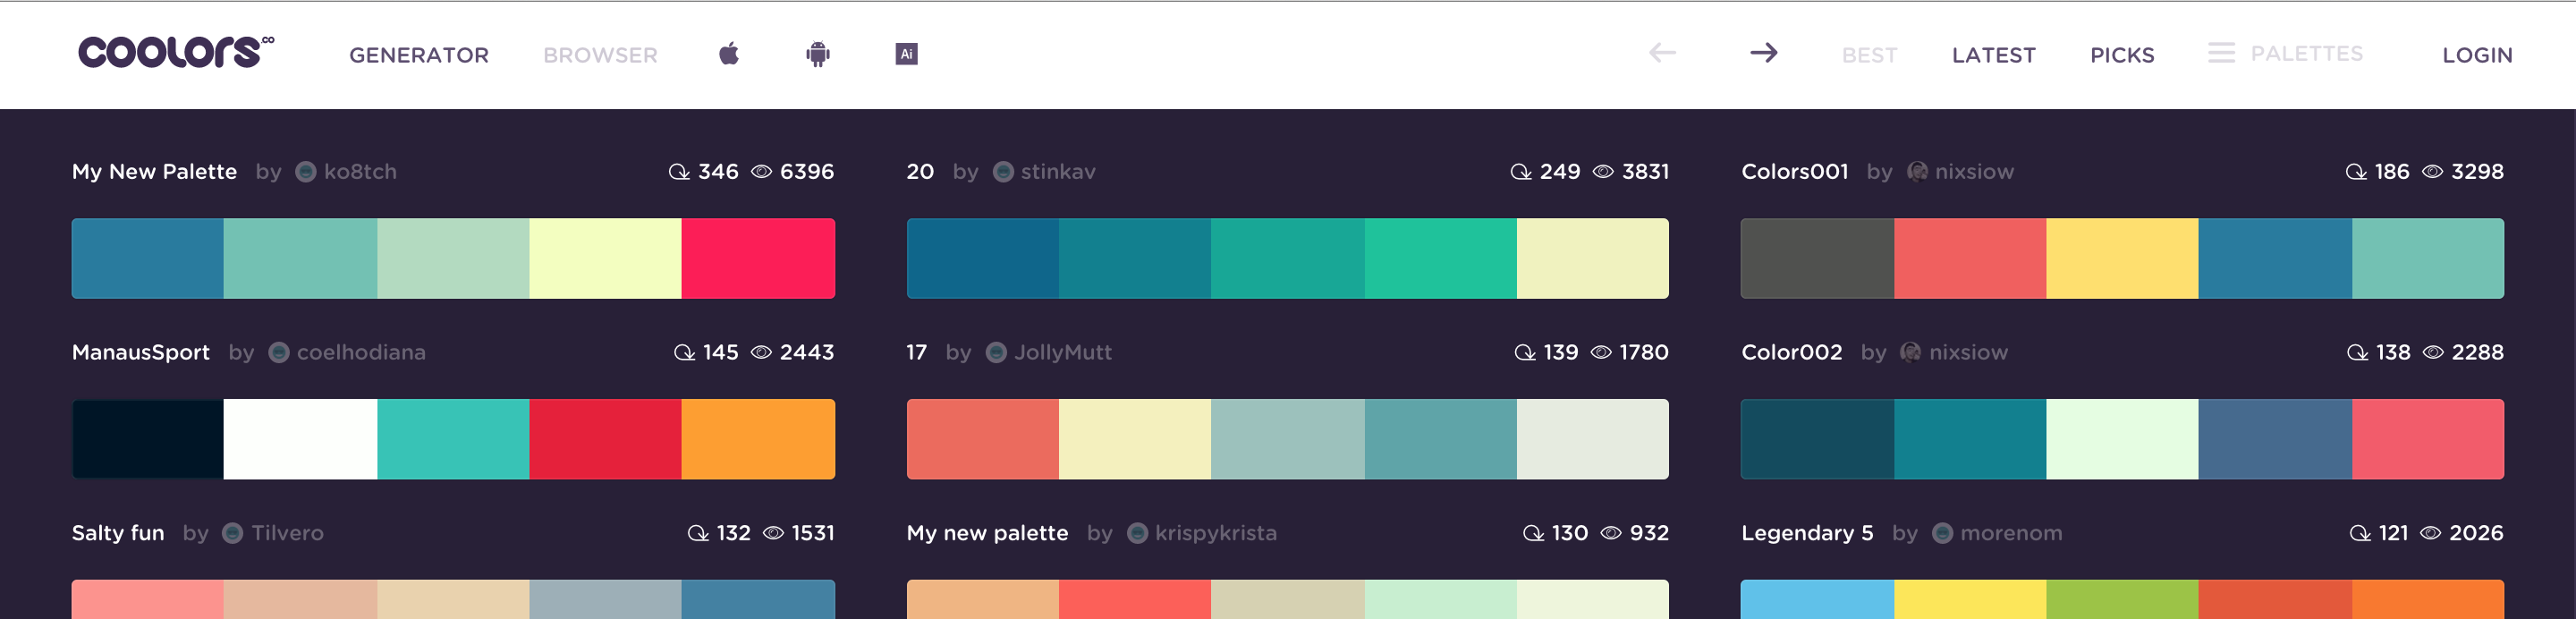 coolors.co GENERATOR BROWSER Ai BEST LATEST PICKS PALETTES LOGIN
My New Palette by ko8tch 346 6396
20 by stinkav 249 3831
Colors001 by nixsiow 186 3298
ManausSport by coelhodiana 145 2443
17 by JollyMutt 139 1780
Color002 by nixsiow 138 2288
Salty fun by Tilvero 132 1531
My new palette by krispykrista 130 932
Legendary 5 by morenom 121 2026